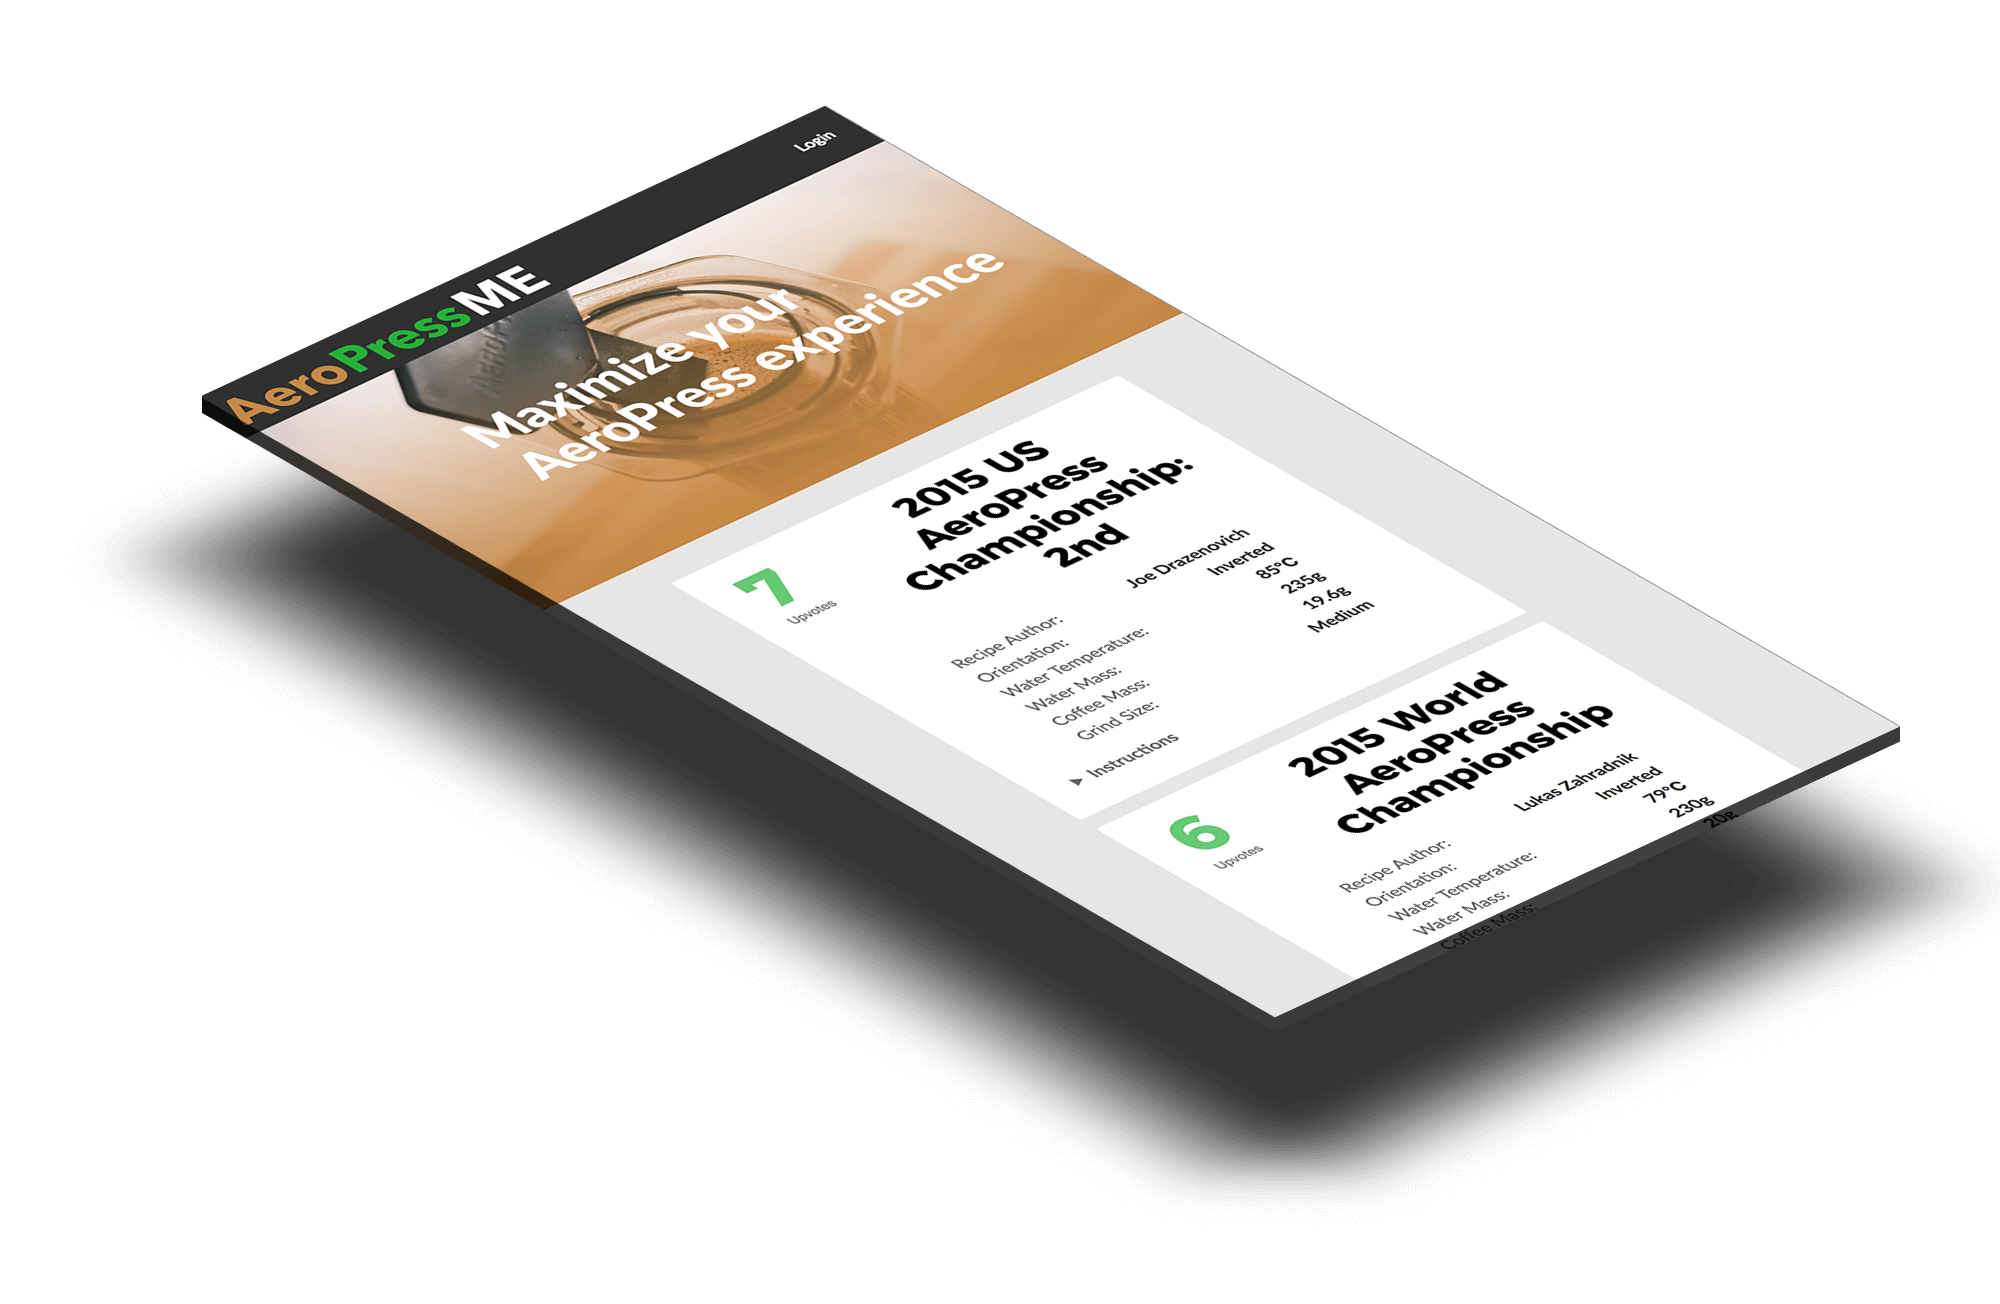 AeroPressME
Login
Maximize your
AeroPress experience
7
Upvotes
2015 US
AeroPress
Championship:
2nd
Recipe Author: Joe Drazenovich
Orientation: Inverted
Water Temperature: 85°C
Water Mass: 235g
Coffee Mass: 19.6g
Grind Size: Medium
▶ Instructions
6
Upvotes
2015 World
AeroPress
Championship
Recipe Author: Lukas Zahradnik
Orientation: Inverted
Water Temperature: 79°C
Water Mass: 230g
Coffee Mass: 20g